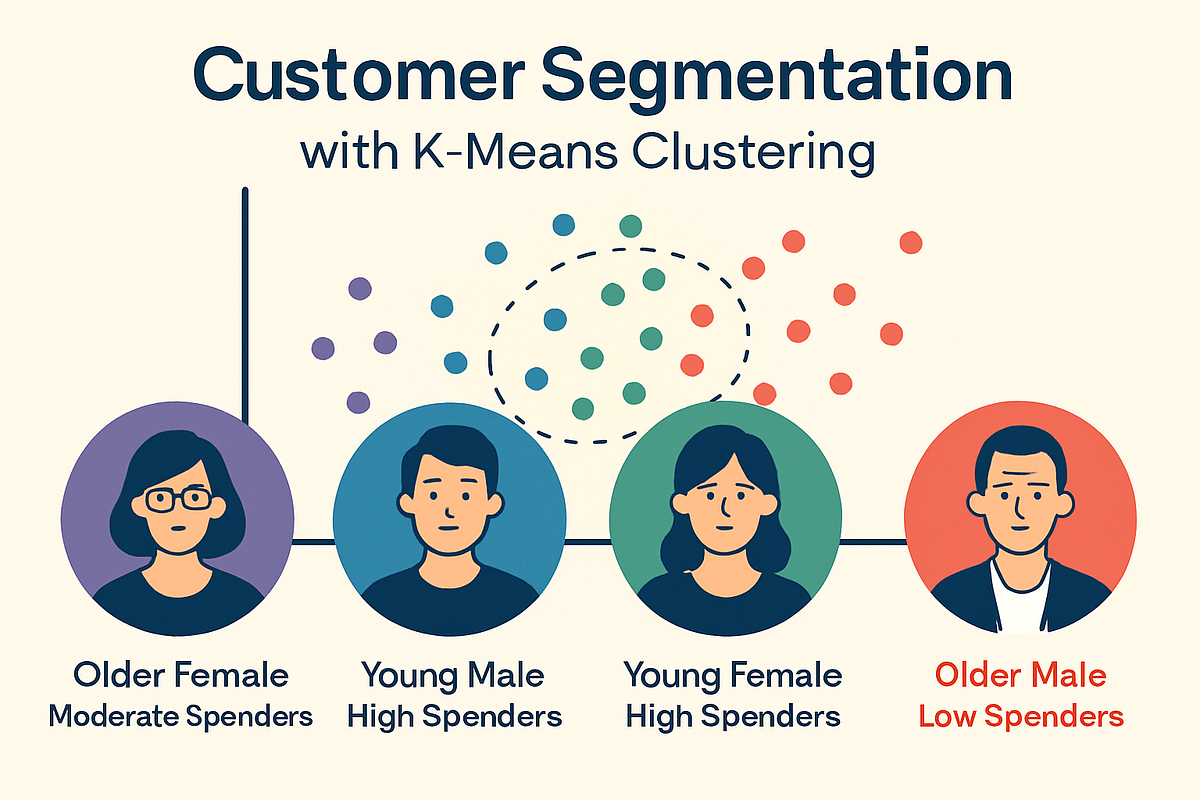 Customer Segmentation
with K-Means Clustering
Older Female
Moderate Spenders
Young Male
High Spenders
Young Female
High Spenders
Older Male
Low Spenders